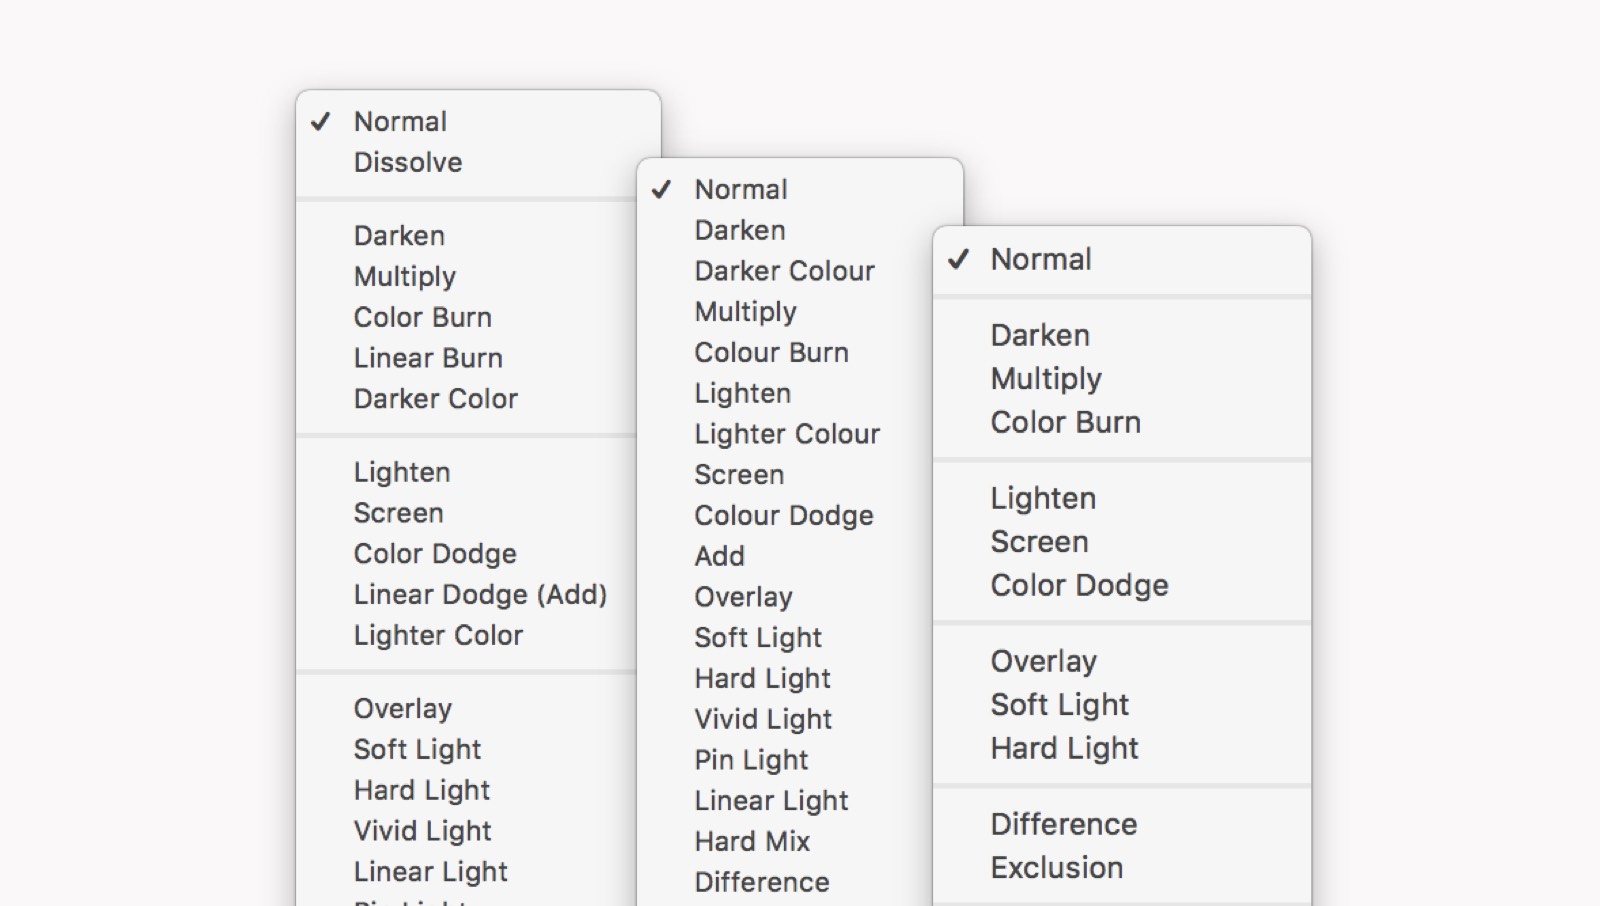 ✓ Normal
Dissolve
Darken
Multiply
Color Burn
Linear Burn
Darker Color
Lighten
Screen
Color Dodge
Linear Dodge (Add)
Lighter Color
Overlay
Soft Light
Hard Light
Vivid Light
Linear Light
✓ Normal
Darken
Darker Colour
Multiply
Colour Burn
Lighten
Lighter Colour
Screen
Colour Dodge
Add
Overlay
Soft Light
Hard Light
Vivid Light
Pin Light
Linear Light
Hard Mix
Difference
✓ Normal
Darken
Multiply
Color Burn
Lighten
Screen
Color Dodge
Overlay
Soft Light
Hard Light
Difference
Exclusion